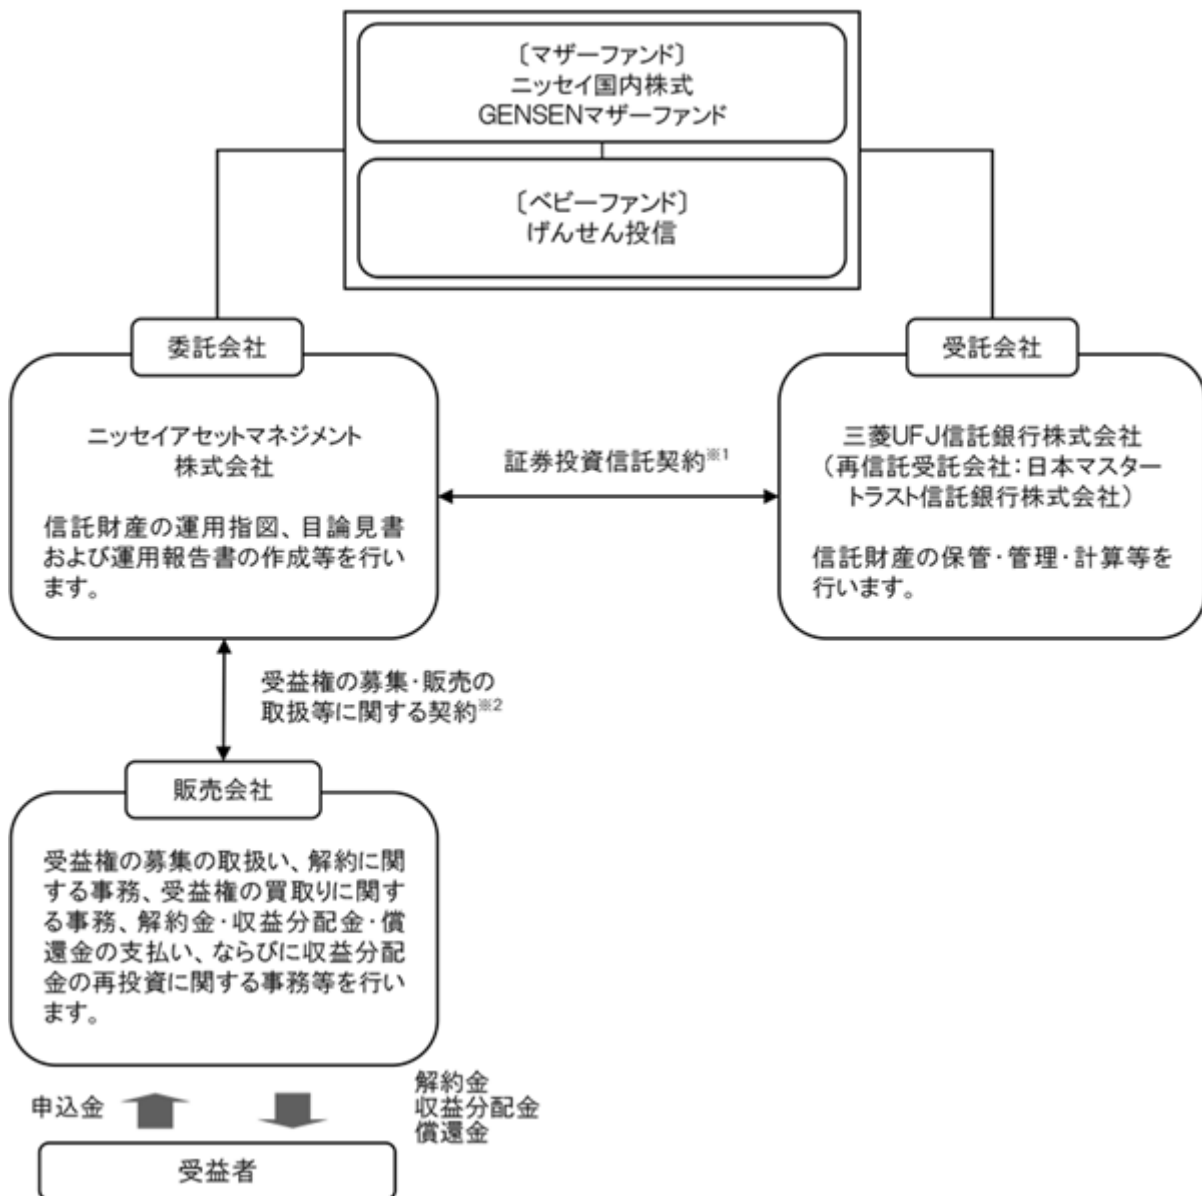 〔マザーファンド〕
ニッセイ国内株式
GENSENマザーファンド
〔ベビーファンド〕
げんせん投信
委託会社
ニッセイアセットマネジメント
株式会社
信託財産の運用指図、目論見書
および運用報告書の作成等を行い
ます。
証券投資信託契約※1
受託会社
三菱UFJ信託銀行株式会社
（再信託受託会社：日本マスター
トラスト信託銀行株式会社）
信託財産の保管・管理・計算等を
行います。
受益権の募集・販売の
取扱等に関する契約※2
販売会社
受益権の募集の取扱い、解約に関
する事務、受益権の買取りに関す
る事務、解約金・収益分配金・償
還金の支払い、ならびに収益分配
金の再投資に関する事務等を行い
ます。
申込金
解約金
収益分配金
償還金
受益者